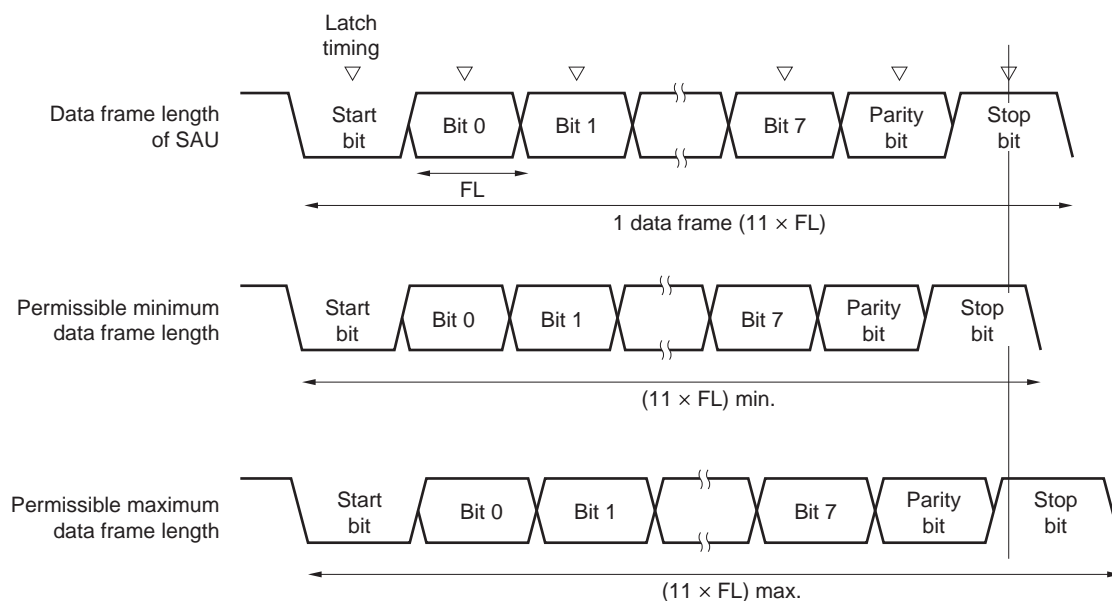 Latch
timing
Data frame length
of SAU
Start
bit
Bit 0
Bit 1
Bit 7
Parity
bit
Stop
bit
FL
1 data frame (11 × FL)
Permissible minimum
data frame length
Start
bit
Bit 0
Bit 1
Bit 7
Parity
bit
Stop
bit
(11 × FL) min.
Permissible maximum
data frame length
Start
bit
Bit 0
Bit 1
Bit 7
Parity
bit
Stop
bit
(11 × FL) max.